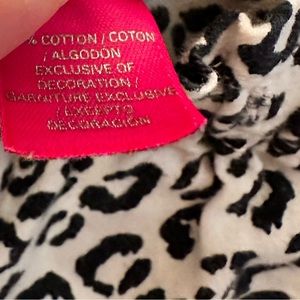 % COTTON / COTON
/ ALGODÓN
EXCLUSIVE OF
DECORATION /
GARNITURE EXCLUSIVE
/ EXCEPTO
DECORACIÓN